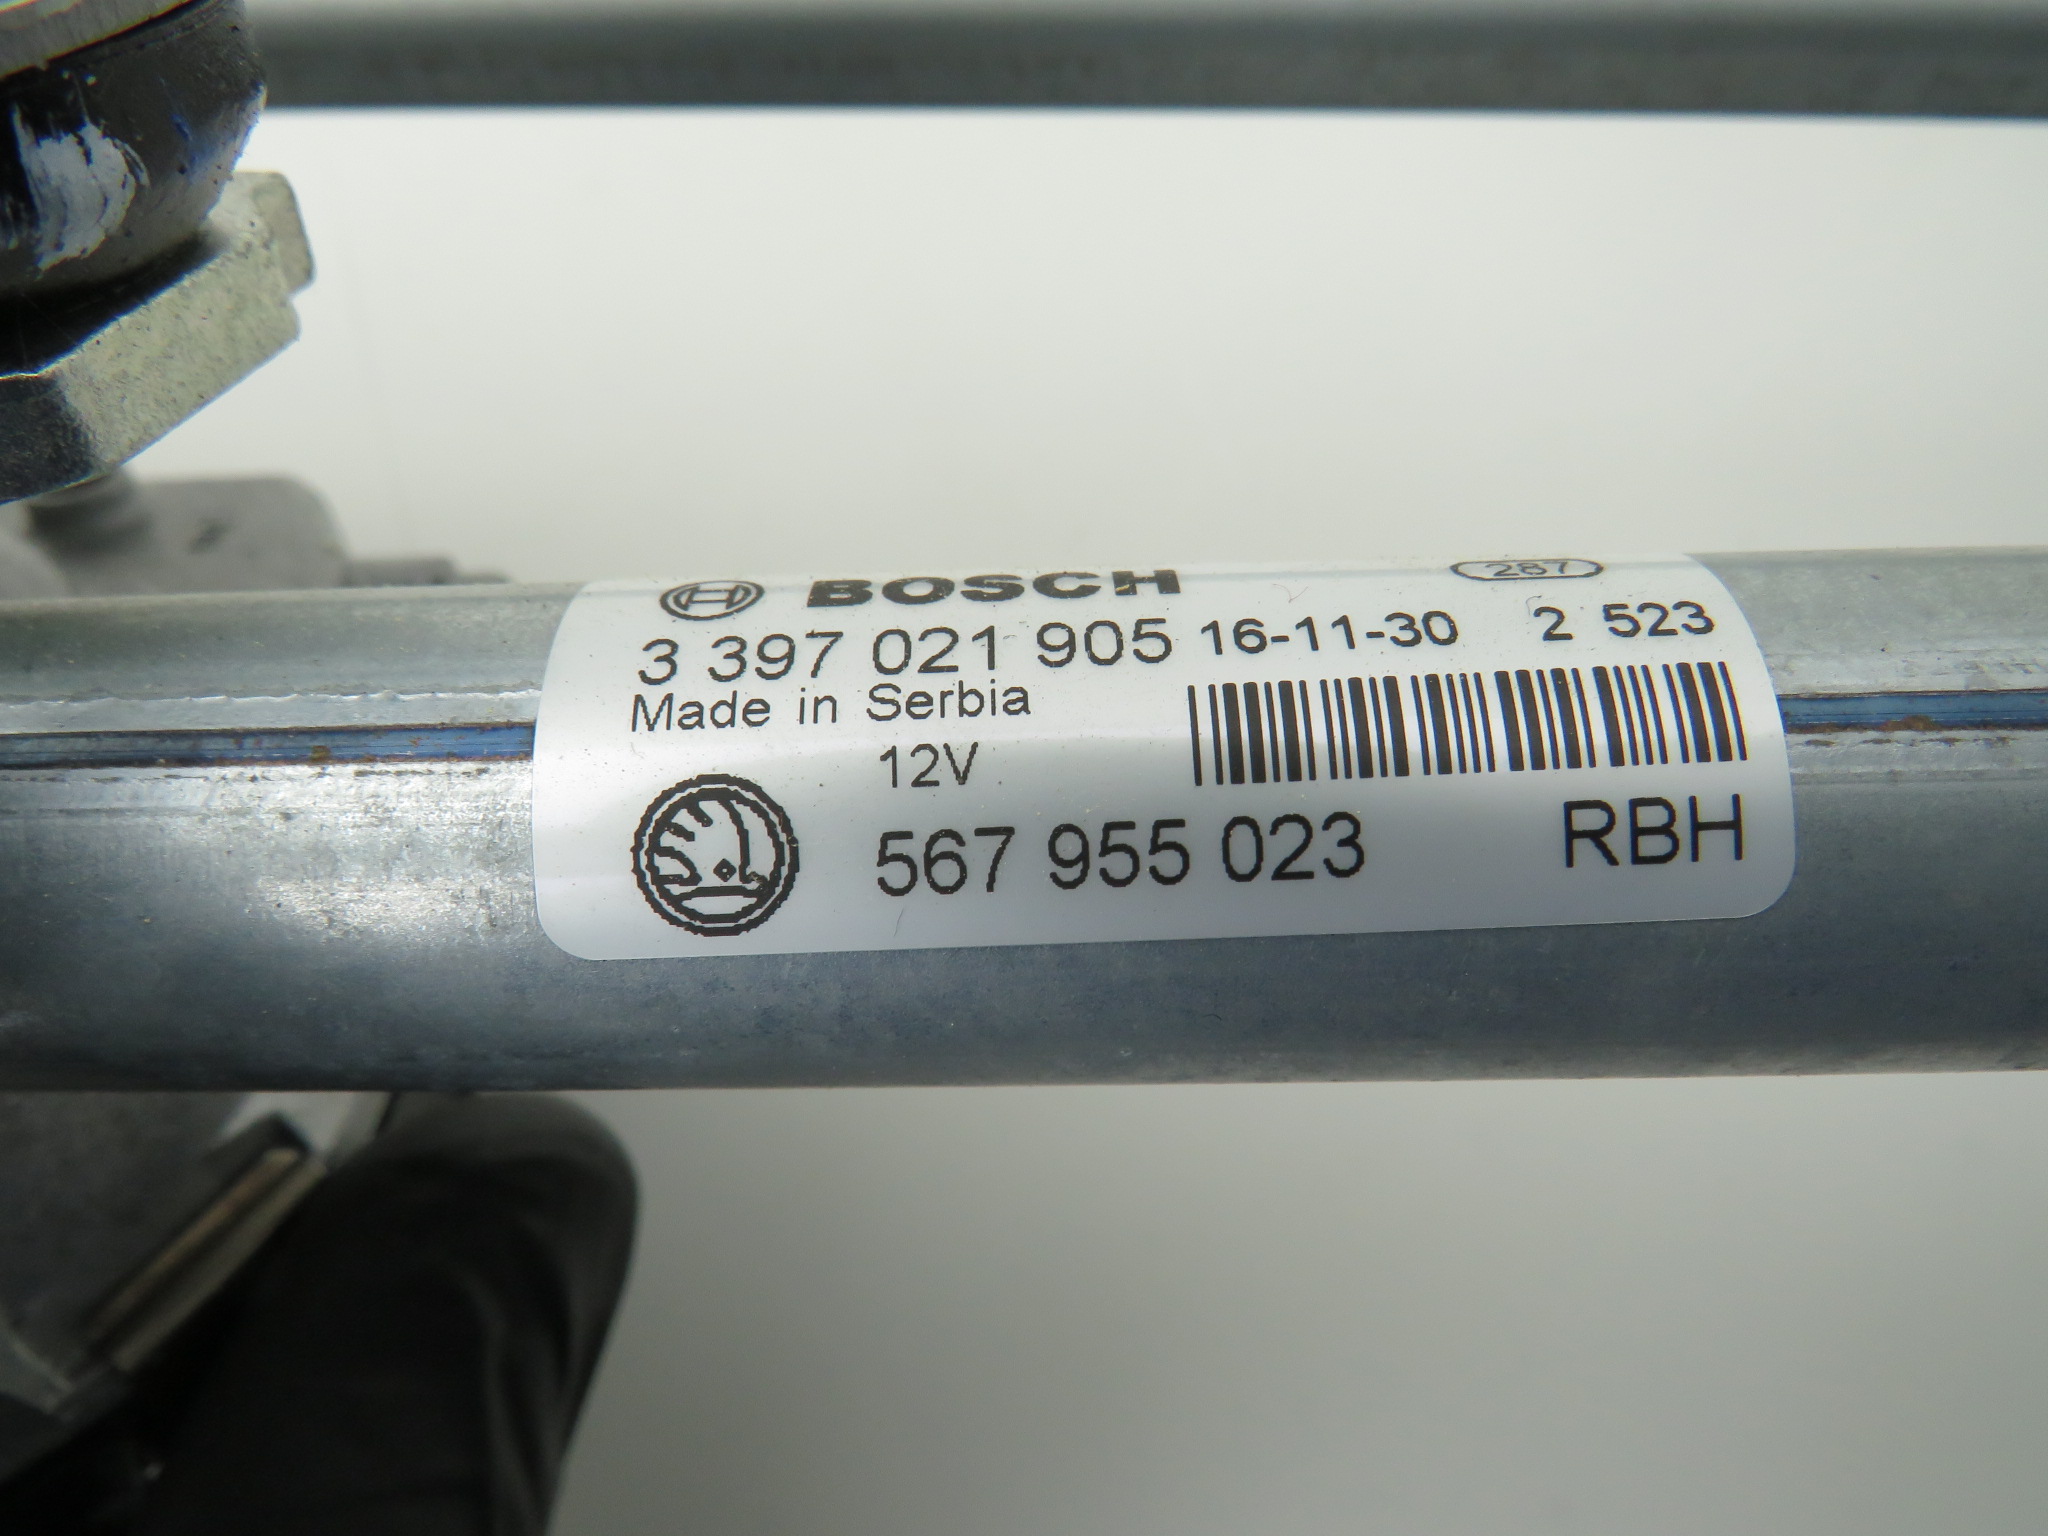 BOSCH 287
3 397 021 905 16-11-30 2 523
Made in Serbia
12V
567 955 023 RBH